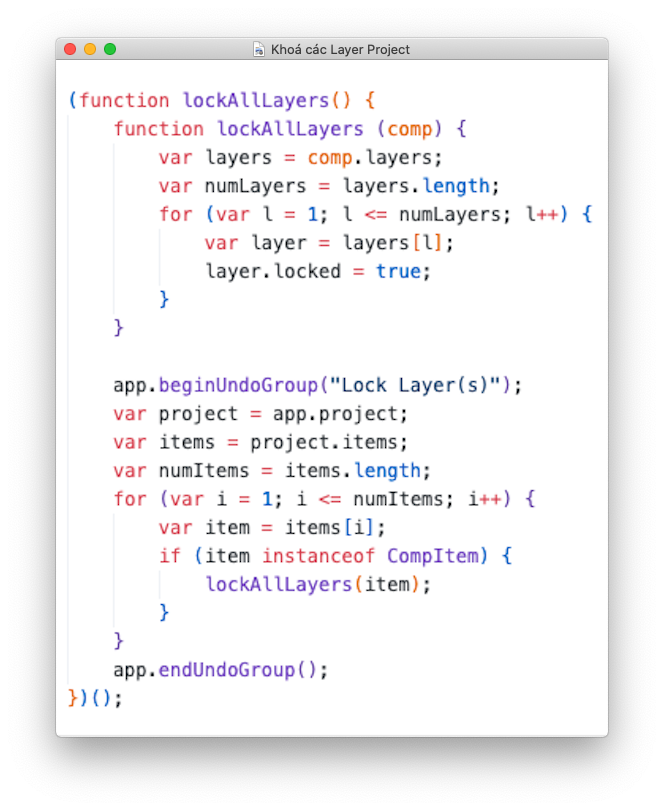 Khoá các Layer Project
(function lockAllLayers() {
    function lockAllLayers (comp) {
        var layers = comp.layers;
        var numLayers = layers.length;
        for (var l = 1; l <= numLayers; l++) {
            var layer = layers[l];
            layer.locked = true;
        }
    }

    app.beginUndoGroup("Lock Layer(s)");
    var project = app.project;
    var items = project.items;
    var numItems = items.length;
    for (var i = 1; i <= numItems; i++) {
        var item = items[i];
        if (item instanceof CompItem) {
            lockAllLayers(item);
        }
    }
    app.endUndoGroup();
})();